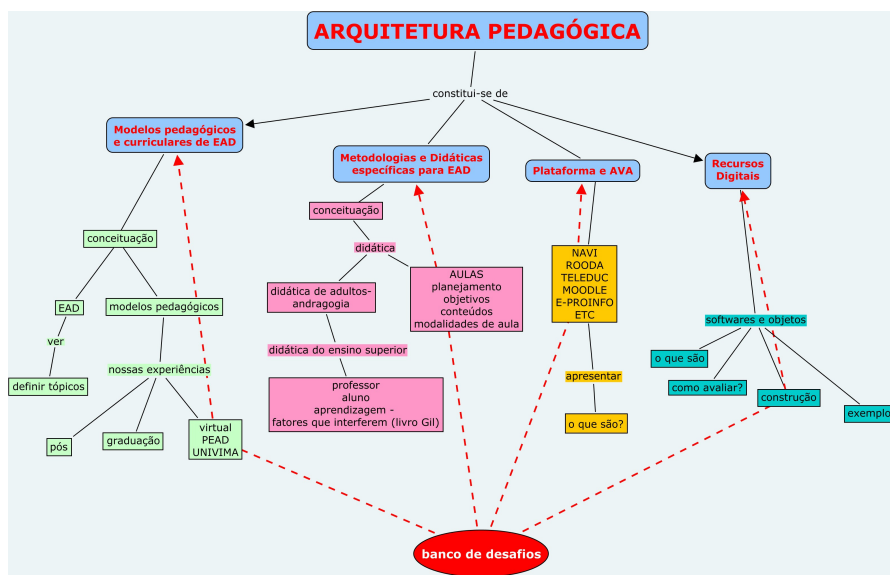 ARQUITETURA PEDAGÓGICA
constitui-se de
Modelos pedagógicos
e curriculares de EAD
Metodologias e Didáticas
específicas para EAD
Plataforma e AVA
Recursos
Digitais
conceituação
EAD
modelos pedagógicos
ver
definir tópicos
nossas experiências
pós
graduação
virtual
PEAD
UNIVIMA
conceituação
didática
didática de adultos-
andragogia
AULAS
planejamento
objetivos
conteúdos
modalidades de aula
didática do ensino superior
professor
aluno
aprendizagem -
fatores que interferem (livro Gil)
NAVI
ROODA
TELEDUC
MOODLE
E-PROINFO
ETC
apresentar
o que são?
softwares e objetos
o que são
como avaliar?
construção
exemplo
banco de desafios